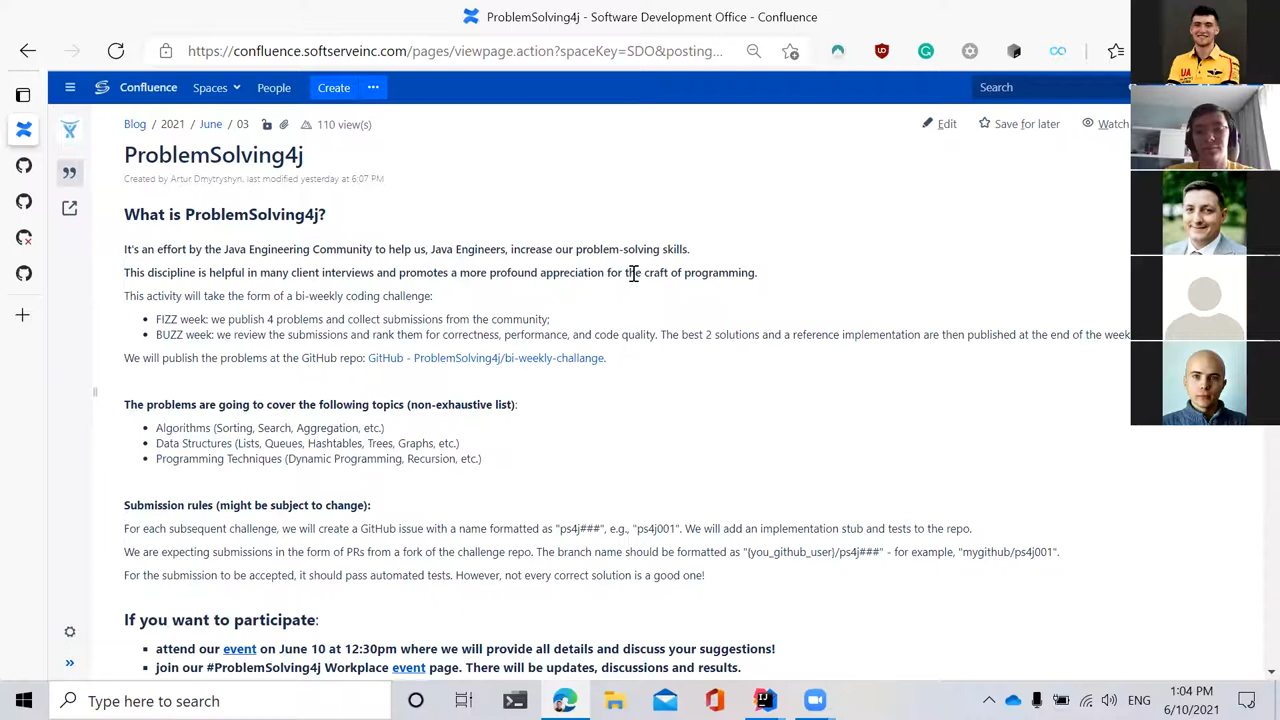 ProblemSolving4j - Software Development Office - Confluence
https://confluence.softserveinc.com/pages/viewpage.action?spaceKey=SDO&posting...
Confluence Spaces People Create ••• Search
Blog / 2021 / June / 03 110 view(s) Edit Save for later Watch
ProblemSolving4j
Created by Artur Dmytryshyn, last modified yesterday at 6:07 PM
What is ProblemSolving4j?
It's an effort by the Java Engineering Community to help us, Java Engineers, increase our problem-solving skills.
This discipline is helpful in many client interviews and promotes a more profound appreciation for the craft of programming.
This activity will take the form of a bi-weekly coding challenge:
• FIZZ week: we publish 4 problems and collect submissions from the community;
• BUZZ week: we review the submissions and rank them for correctness, performance, and code quality. The best 2 solutions and a reference implementation are then published at the end of the week
We will publish the problems at the GitHub repo: GitHub - ProblemSolving4j/bi-weekly-challange.
The problems are going to cover the following topics (non-exhaustive list):
• Algorithms (Sorting, Search, Aggregation, etc.)
• Data Structures (Lists, Queues, Hashtables, Trees, Graphs, etc.)
• Programming Techniques (Dynamic Programming, Recursion, etc.)
Submission rules (might be subject to change):
For each subsequent challenge, we will create a GitHub issue with a name formatted as "ps4j###", e.g., "ps4j001". We will add an implementation stub and tests to the repo.
We are expecting submissions in the form of PRs from a fork of the challenge repo. The branch name should be formatted as "{you_github_user}/ps4j###" - for example, "mygithub/ps4j001".
For the submission to be accepted, it should pass automated tests. However, not every correct solution is a good one!
If you want to participate:
▪ attend our event on June 10 at 12:30pm where we will provide all details and discuss your suggestions!
▪ join our #ProblemSolving4j Workplace event page. There will be updates, discussions and results.
Type here to search
ENG
1:04 PM
6/10/2021